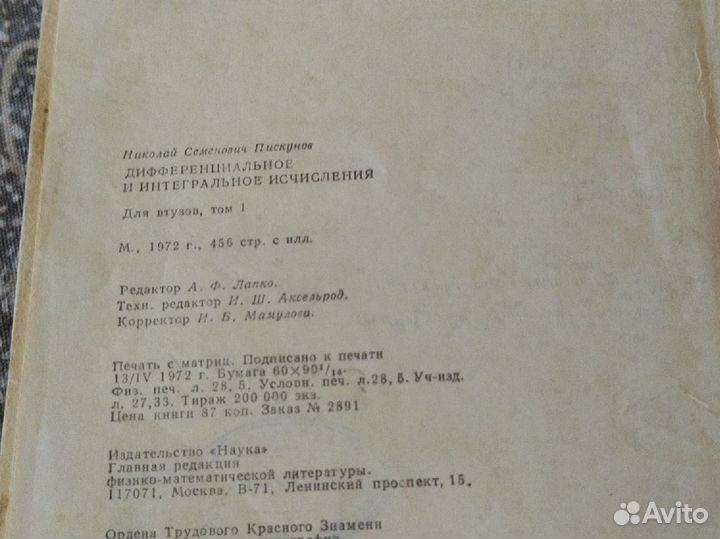 Николай Семенович Пискунов
ДИФФЕРЕНЦИАЛЬНОЕ
И ИНТЕГРАЛЬНОЕ ИСЧИСЛЕНИЯ
Для втузов, том 1
М., 1972 г., 456 стр. с илл.
Редактор А. Ф. Лапко.
Техн. редактор И. Ш. Аксельрод.
Корректор И. Б. Мамулова.
Печать с матриц. Подписано к печати
13/IV 1972 г. Бумага 60×90¹/₁₆.
Физ. печ. л. 28, 5. Условн. печ. л. 28, 5. Уч-изд.
л. 27,33. Тираж 200 000 экз.
Цена книги 87 коп. Заказ № 2891
Издательство «Наука»
Главная редакция
физико-математической литературы.
117071, Москва, В-71, Ленинский проспект, 15.
Ордена Трудового Красного Знамени
Avito